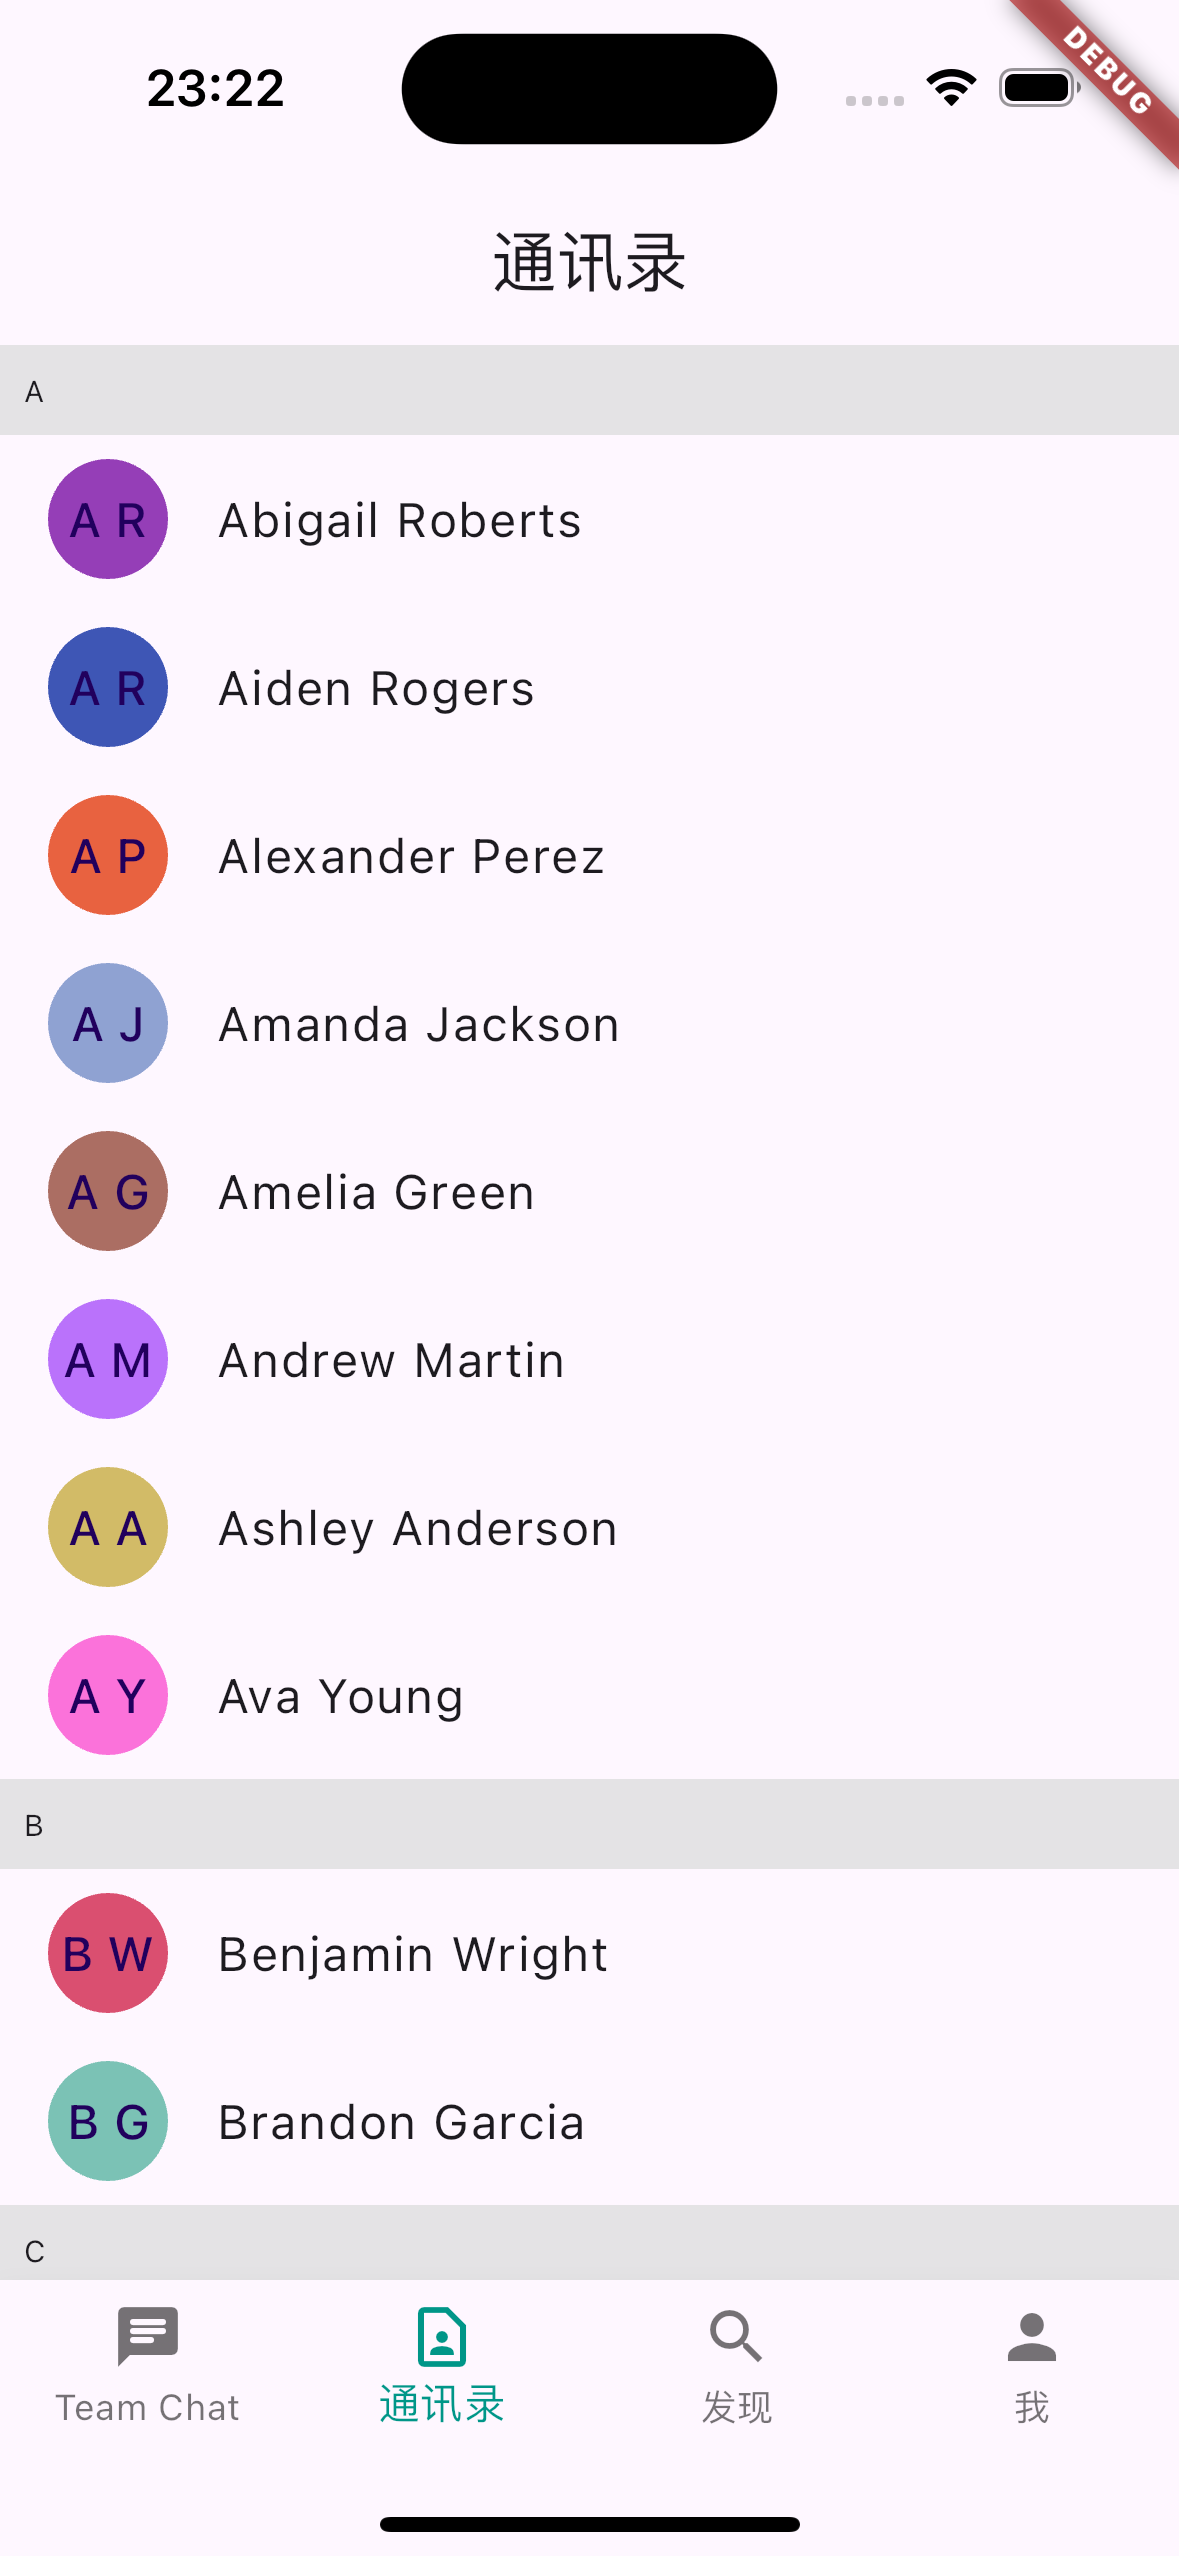 23:22
DEBUG
通讯录
A
A R Abigail Roberts
A R Aiden Rogers
A P Alexander Perez
A J Amanda Jackson
A G Amelia Green
A M Andrew Martin
A A Ashley Anderson
A Y Ava Young
B
B W Benjamin Wright
B G Brandon Garcia
C
Team Chat 通讯录 发现 我